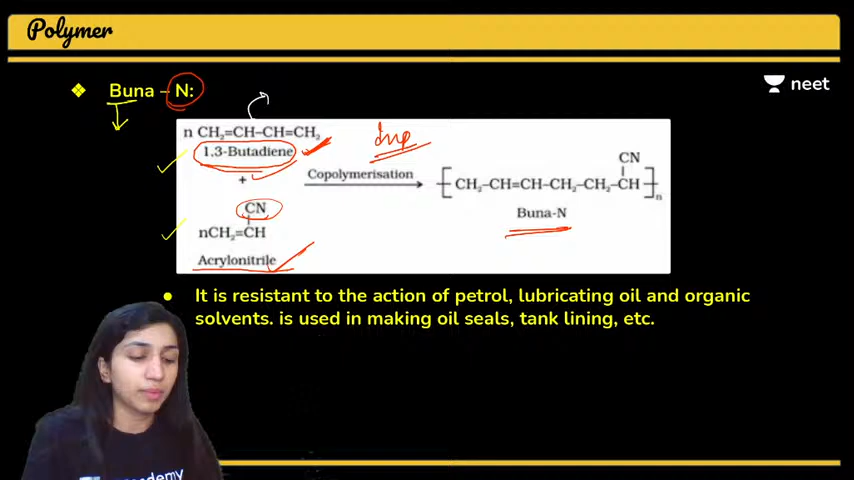 Polymer
❖ Buna – N:
neet
n CH₂=CH–CH=CH₂
1,3-Butadiene
+
CN
nCH₂=CH
Acrylonitrile
Imp
Copolymerisation
CN
[CH₂–CH=CH–CH₂–CH₂–CH]n
Buna-N
● It is resistant to the action of petrol, lubricating oil and organic
solvents. is used in making oil seals, tank lining, etc.